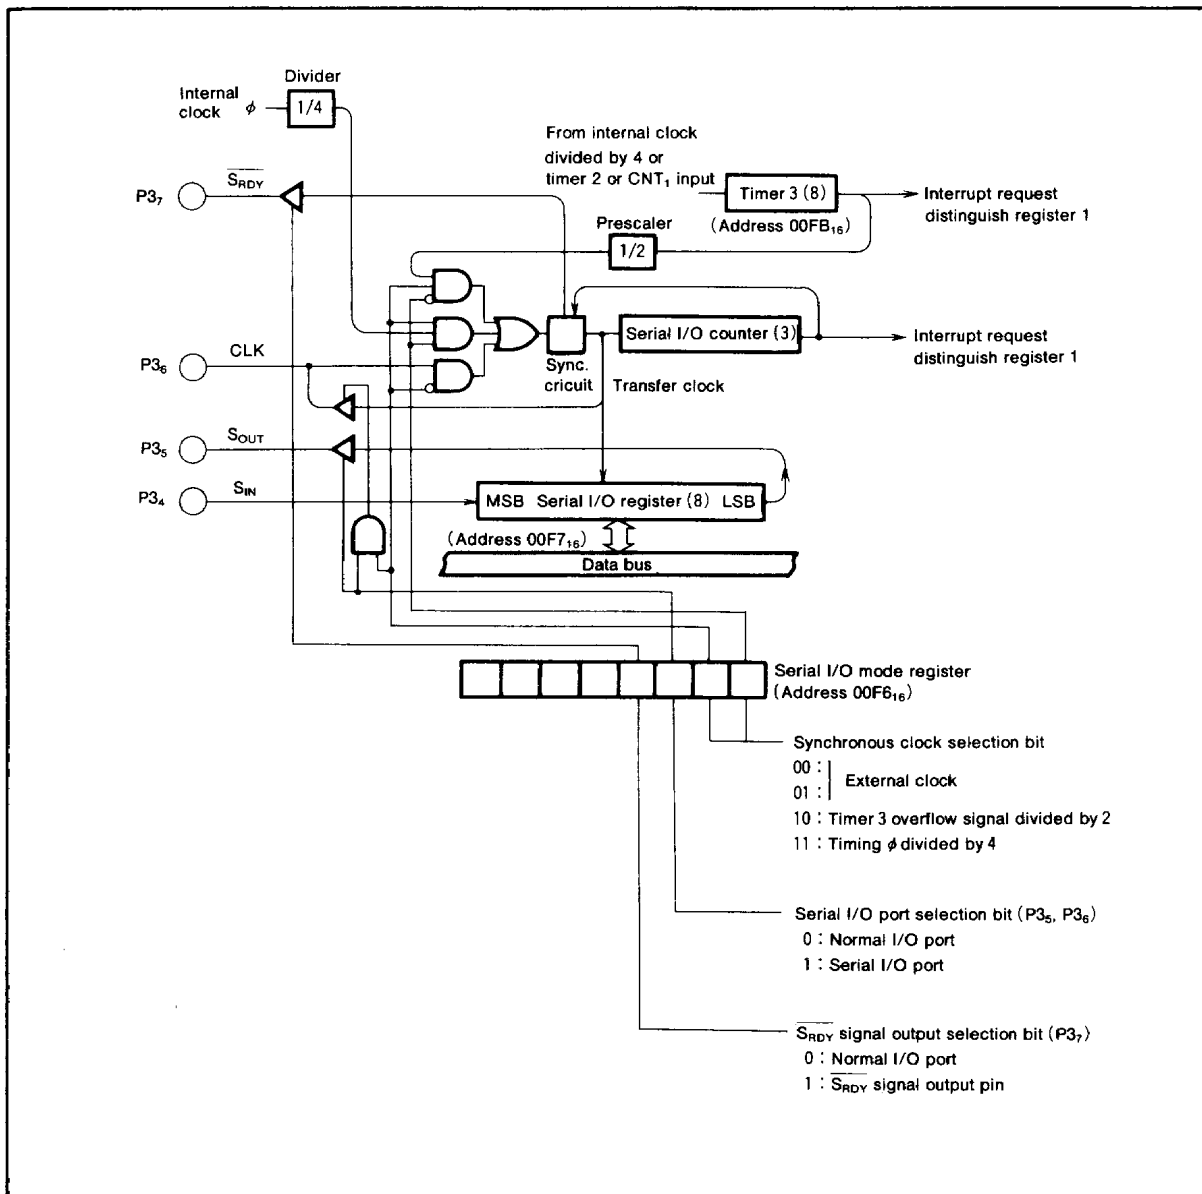 Divider
Internal
clock φ
1/4
From internal clock
divided by 4 or
timer 2 or CNT₁ input
P3₇
S̅R̅D̅Y̅
Timer 3 (8)
(Address 00FB₁₆)
Interrupt request
distinguish register 1
Prescaler
1/2
P3₆
CLK
Sync.
cricuit
Serial I/O counter (3)
Interrupt request
distinguish register 1
Transfer clock
P3₅
SOUT
P3₄
SIN
MSB Serial I/O register (8) LSB
(Address 00F7₁₆)
Data bus
Serial I/O mode register
(Address 00F6₁₆)
Synchronous clock selection bit
00 :
01 :
External clock
10 : Timer 3 overflow signal divided by 2
11 : Timing φ divided by 4
Serial I/O port selection bit (P3₅, P3₆)
0 : Normal I/O port
1 : Serial I/O port
S̅R̅D̅Y̅ signal output selection bit (P3₇)
0 : Normal I/O port
1 : S̅R̅D̅Y̅ signal output pin